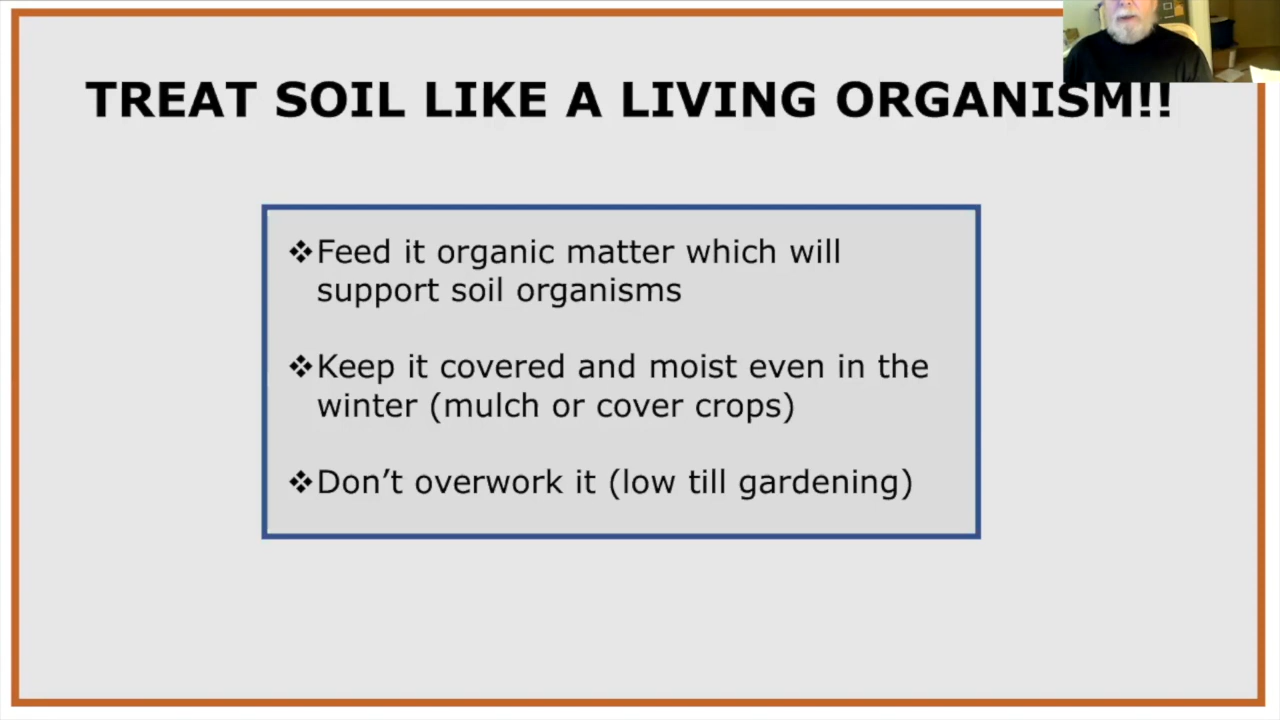 TREAT SOIL LIKE A LIVING ORGANISM!!
❖Feed it organic matter which will
support soil organisms
❖Keep it covered and moist even in the
winter (mulch or cover crops)
❖Don’t overwork it (low till gardening)